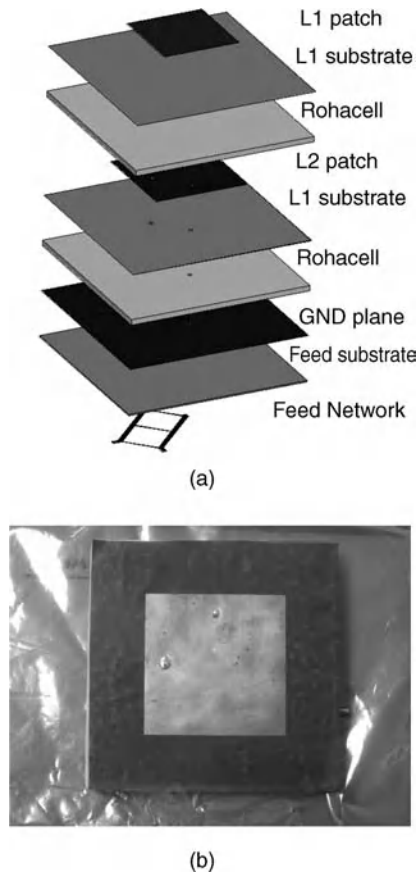 L1 patch
L1 substrate
Rohacell
L2 patch
L1 substrate
Rohacell
GND plane
Feed substrate
Feed Network
(a)
(b)